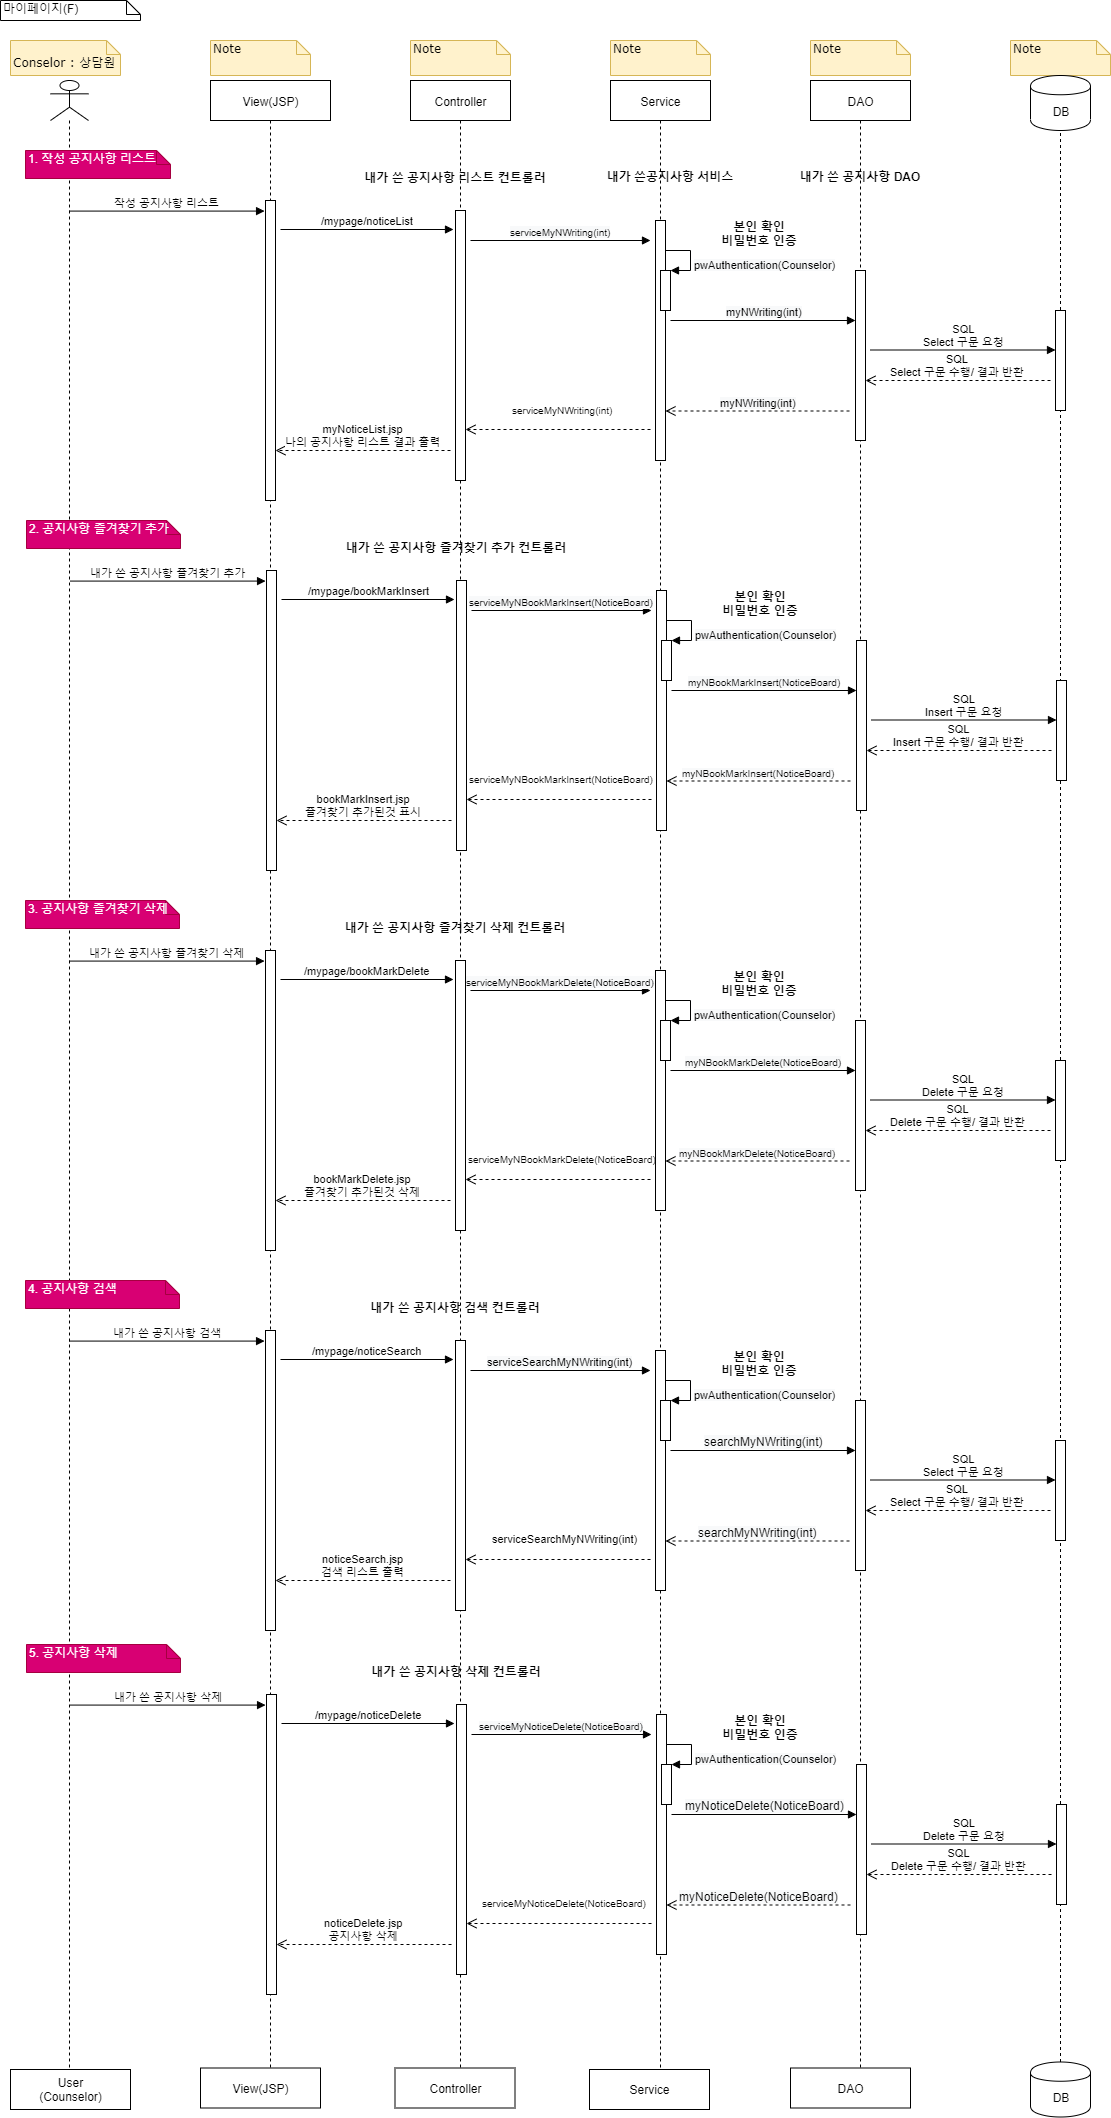 마이페이지(F)
Conselor : 상담원
Note
Note
Note
Note
Note
View(JSP)
Controller
Service
DAO
DB
1. 작성 공지사항 리스트
내가 쓴 공지사항 리스트 컨트롤러
내가 쓴공지사항 서비스
내가 쓴 공지사항 DAO
작성 공지사항 리스트
/mypage/noticeList
serviceMyNWriting(int)
본인 확인
비밀번호 인증
pwAuthentication(Counselor)
myNWriting(int)
SQL
Select 구문 요청
SQL
Select 구문 수행/ 결과 반환
myNWriting(int)
serviceMyNWriting(int)
myNoticeList.jsp
나의 공지사항 리스트 결과 출력
2. 공지사항 즐겨찾기 추가
내가 쓴 공지사항 즐겨찾기 추가 컨트롤러
내가 쓴 공지사항 즐겨찾기 추가
/mypage/bookMarkInsert
serviceMyNBookMarkInsert(NoticeBoard)
본인 확인
비밀번호 인증
pwAuthentication(Counselor)
myNBookMarkInsert(NoticeBoard)
SQL
Insert 구문 요청
SQL
Insert 구문 수행/ 결과 반환
myNBookMarkInsert(NoticeBoard)
serviceMyNBookMarkInsert(NoticeBoard)
bookMarkInsert.jsp
즐겨찾기 추가된것 표시
3. 공지사항 즐겨찾기 삭제
내가 쓴 공지사항 즐겨찾기 삭제 컨트롤러
내가 쓴 공지사항 즐겨찾기 삭제
/mypage/bookMarkDelete
serviceMyNBookMarkDelete(NoticeBoard)
본인 확인
비밀번호 인증
pwAuthentication(Counselor)
myNBookMarkDelete(NoticeBoard)
SQL
Delete 구문 요청
SQL
Delete 구문 수행/ 결과 반환
myNBookMarkDelete(NoticeBoard)
serviceMyNBookMarkDelete(NoticeBoard)
bookMarkDelete.jsp
즐겨찾기 추가된것 삭제
4. 공지사항 검색
내가 쓴 공지사항 검색 컨트롤러
내가 쓴 공지사항 검색
/mypage/noticeSearch
serviceSearchMyNWriting(int)
본인 확인
비밀번호 인증
pwAuthentication(Counselor)
searchMyNWriting(int)
SQL
Select 구문 요청
SQL
Select 구문 수행/ 결과 반환
searchMyNWriting(int)
serviceSearchMyNWriting(int)
noticeSearch.jsp
검색 리스트 출력
5. 공지사항 삭제
내가 쓴 공지사항 삭제 컨트롤러
내가 쓴 공지사항 삭제
/mypage/noticeDelete
serviceMyNoticeDelete(NoticeBoard)
본인 확인
비밀번호 인증
pwAuthentication(Counselor)
myNoticeDelete(NoticeBoard)
SQL
Delete 구문 요청
SQL
Delete 구문 수행/ 결과 반환
myNoticeDelete(NoticeBoard)
serviceMyNoticeDelete(NoticeBoard)
noticeDelete.jsp
공지사항 삭제
User
(Counselor)
View(JSP)
Controller
Service
DAO
DB